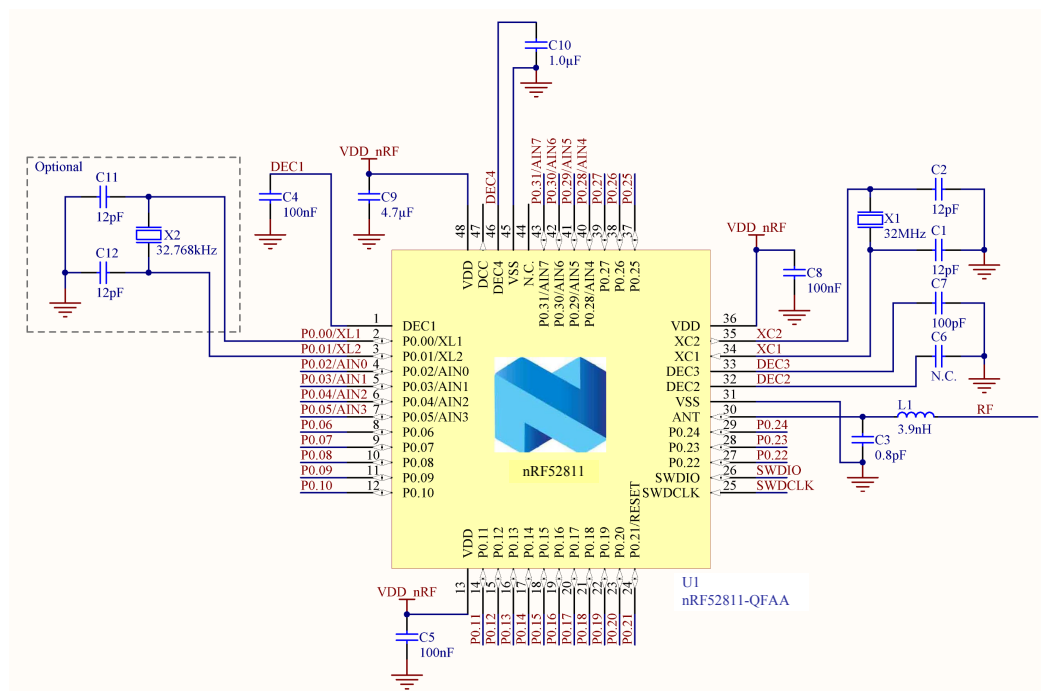 C10
1.0µF
Optional
C11
12pF
X2
32.768kHz
C12
12pF
DEC1
C4
100nF
VDD_nRF
C9
4.7µF
DEC4
P0.31/AIN7
P0.30/AIN6
P0.29/AIN5
P0.28/AIN4
P0.27
P0.26
P0.25
48
47
46
45
44
43
42
41
40
39
38
37
VDD
DCC
DEC4
VSS
N.C.
P0.31/AIN7
P0.30/AIN6
P0.29/AIN5
P0.28/AIN4
P0.27
P0.26
P0.25
VDD_nRF
C8
100nF
C2
12pF
X1
32MHz
C1
12pF
C7
100pF
C6
N.C.
1 DEC1
P0.00/XL1 2 P0.00/XL1
P0.01/XL2 3 P0.01/XL2
P0.02/AIN0 4 P0.02/AIN0
P0.03/AIN1 5 P0.03/AIN1
P0.04/AIN2 6 P0.04/AIN2
P0.05/AIN3 7 P0.05/AIN3
P0.06 8 P0.06
P0.07 9 P0.07
P0.08 10 P0.08
P0.09 11 P0.09
P0.10 12 P0.10
nRF52811
VDD 36
XC2 35 XC2
XC1 34 XC1
DEC3 33 DEC3
DEC2 32 DEC2
VSS 31
ANT 30
P0.24 29 P0.24
P0.23 28 P0.23
P0.22 27 P0.22
SWDIO 26 SWDIO
SWDCLK 25 SWDCLK
L1
3.9nH
RF
C3
0.8pF
VDD
P0.11
P0.12
P0.13
P0.14
P0.15
P0.16
P0.17
P0.18
P0.19
P0.20
P0.21/RESET
13
14
15
16
17
18
19
20
21
22
23
24
P0.11
P0.12
P0.13
P0.14
P0.15
P0.16
P0.17
P0.18
P0.19
P0.20
P0.21
VDD_nRF
C5
100nF
U1
nRF52811-QFAA